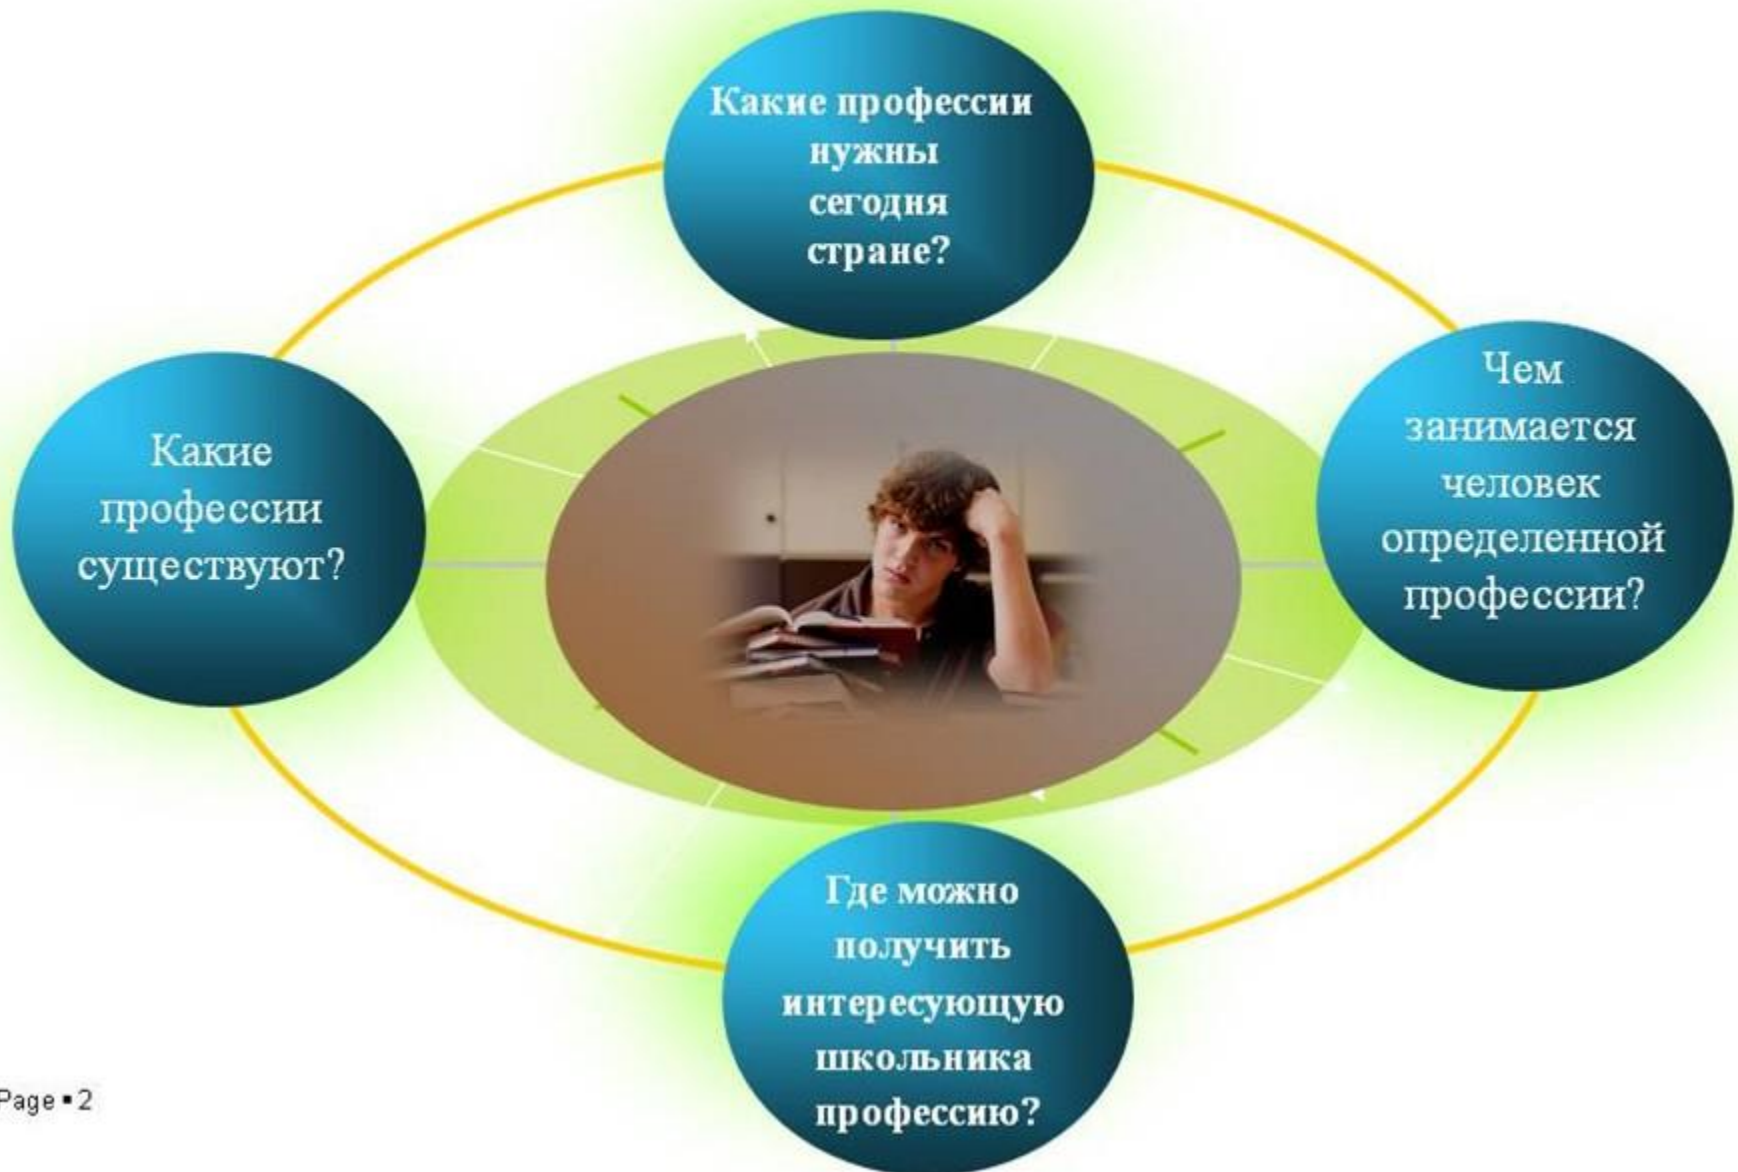 Какие профессии
нужны
сегодня
стране?
Какие
профессии
существуют?
Чем
занимается
человек
определенной
профессии?
Где можно
получить
интересующую
школьника
профессию?
Page ▪ 2